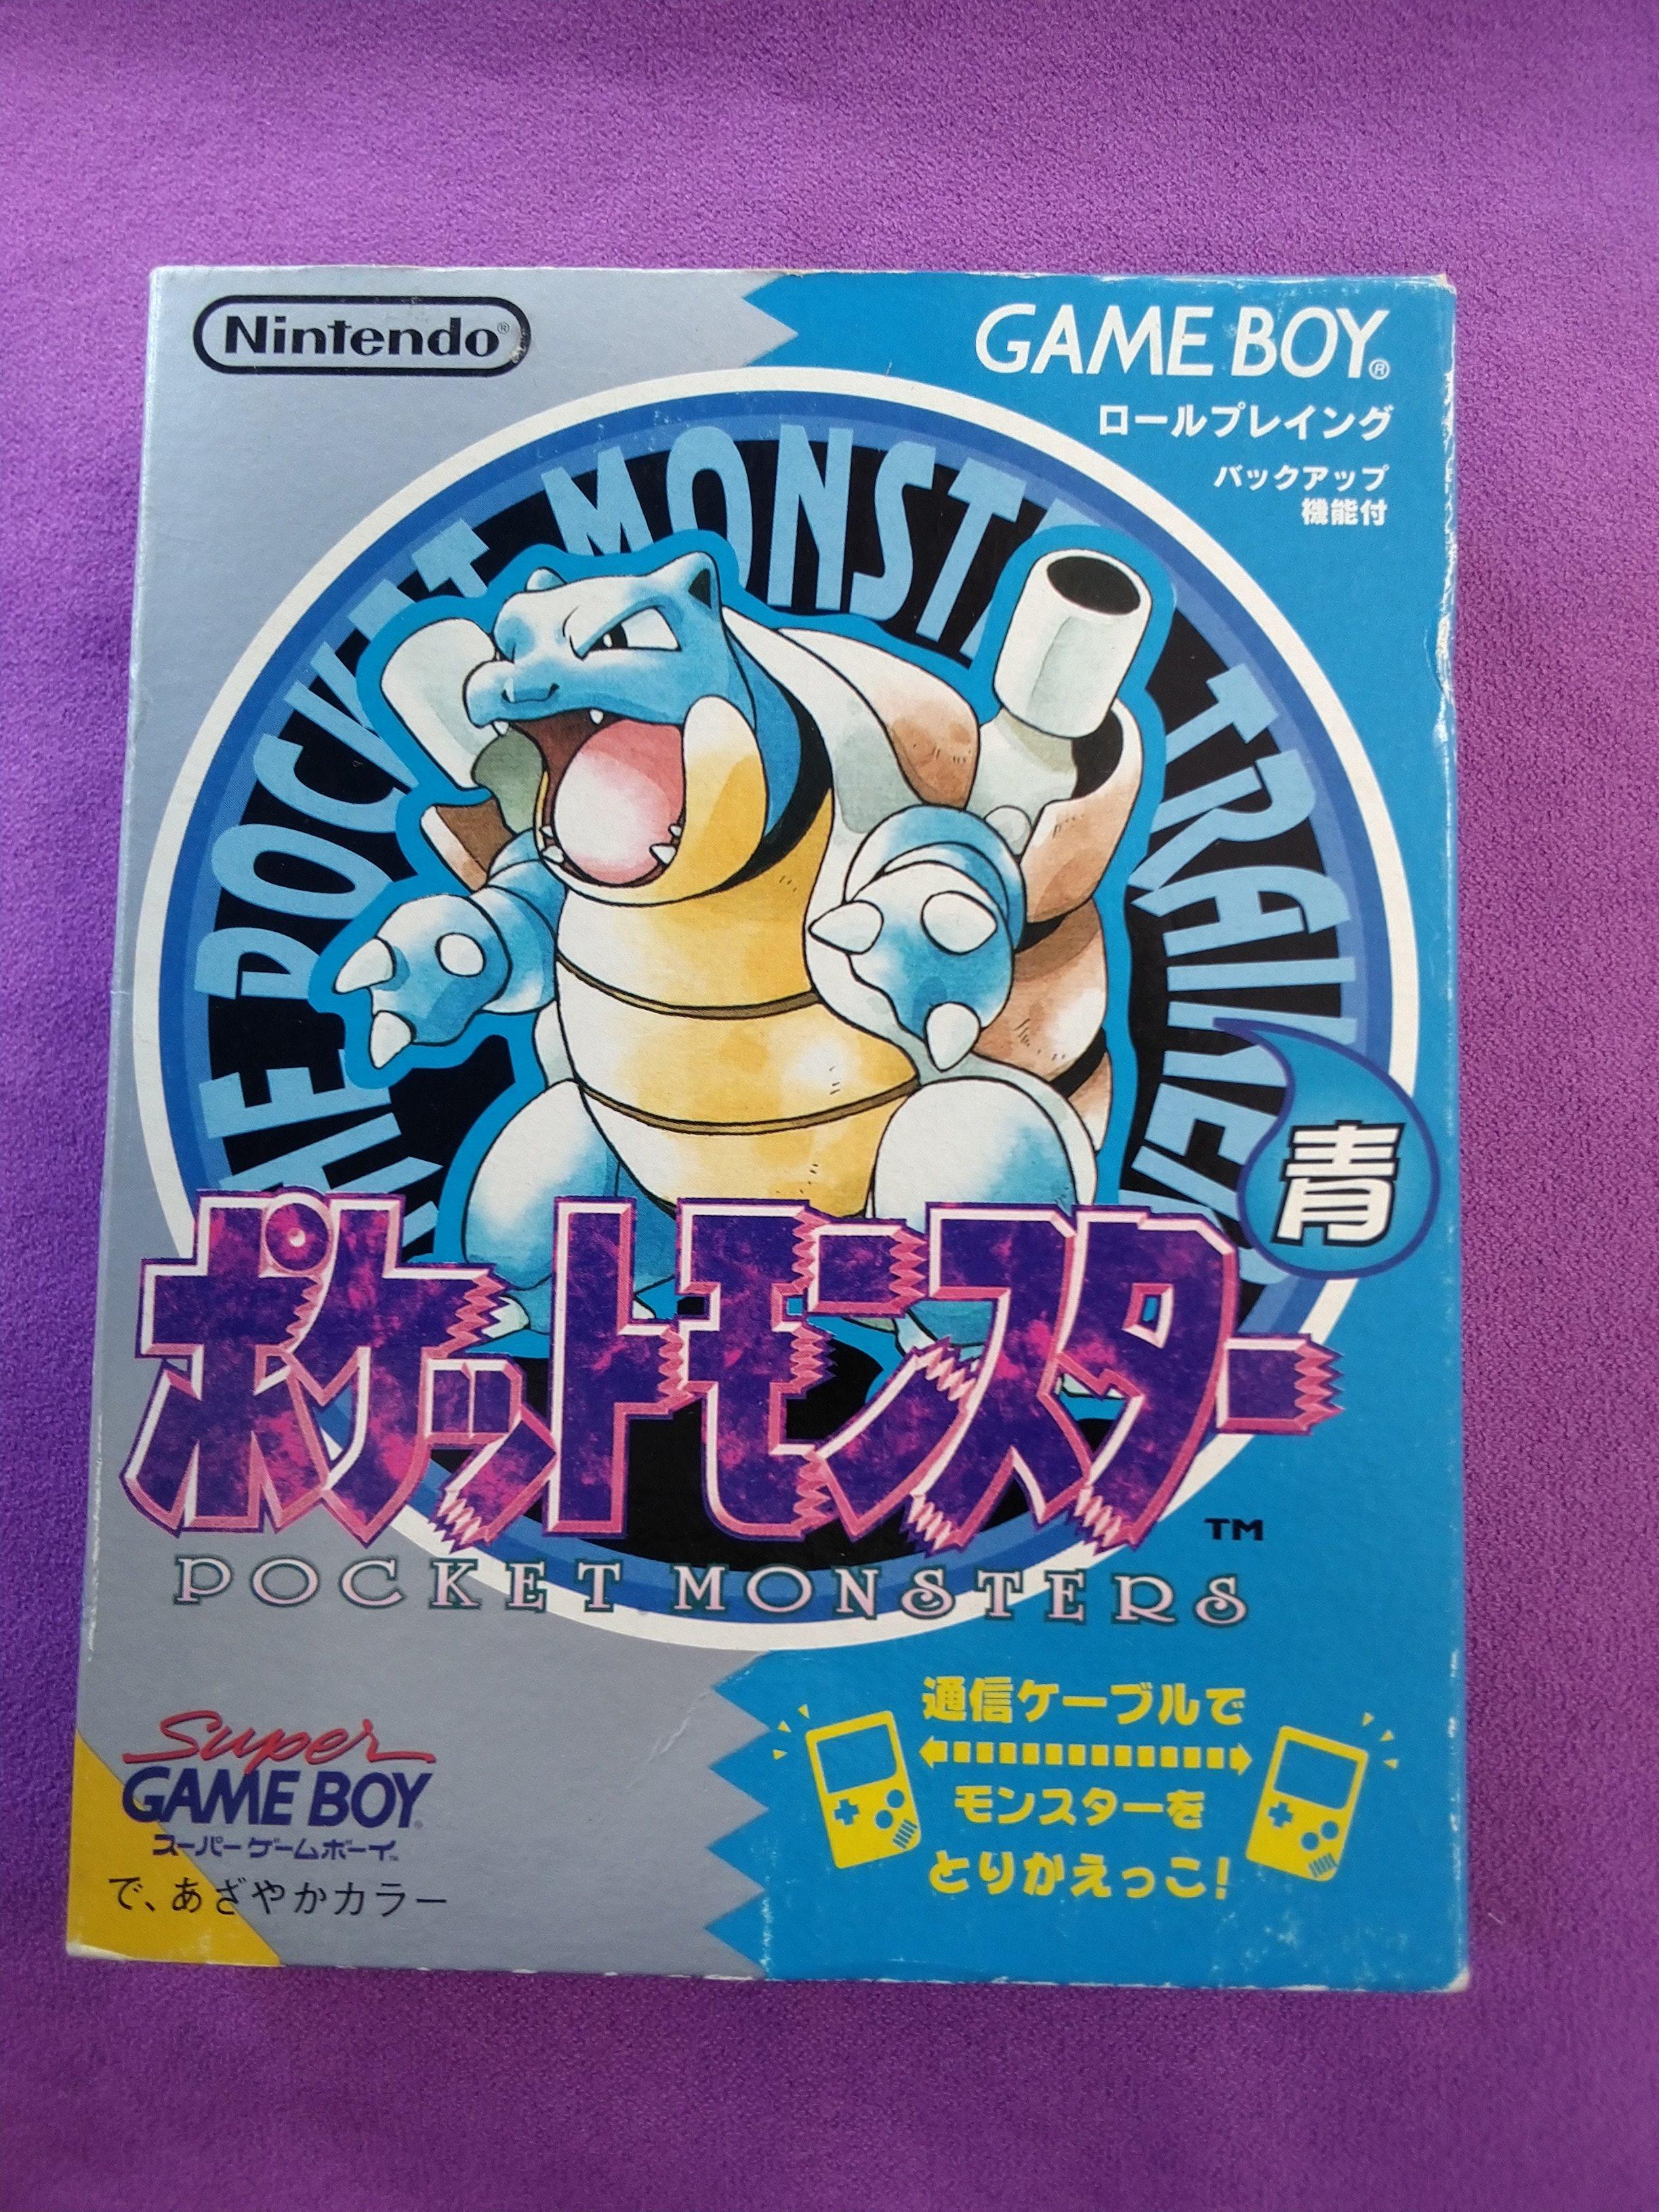 Nintendo®
GAME BOY®
ロールプレイング
バックアップ
機能付
THE POCKET MONSTER TRAINER
青
ポケットモンスター
TM
POCKET MONSTERS
通信ケーブルで
モンスターを
とりかえっこ!
Super
GAME BOY®
スーパーゲームボーイ™
で、あざやかカラー